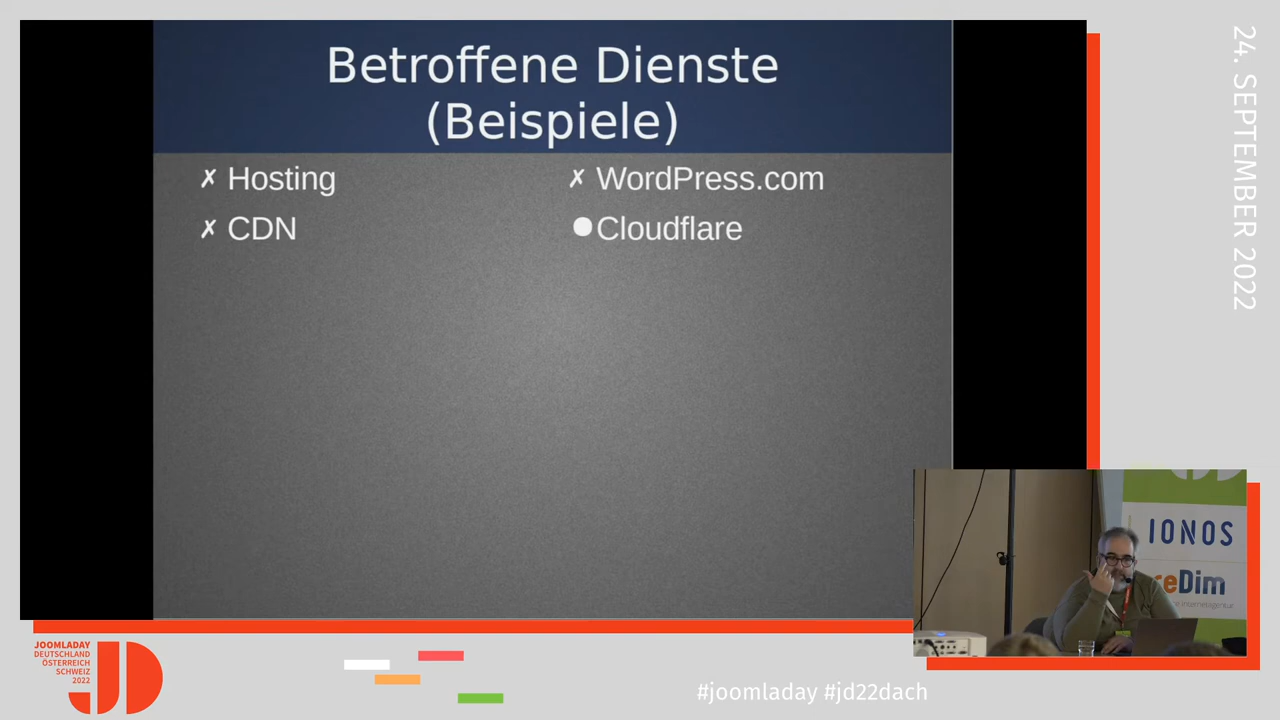 Betroffene Dienste
(Beispiele)
✗ Hosting
✗ CDN
✗ WordPress.com
● Cloudflare
24. SEPTEMBER 2022
IONOS
reDim
internetagentur
JOOMLADAY
DEUTSCHLAND
ÖSTERREICH
SCHWEIZ
2022
#joomladay #jd22dach